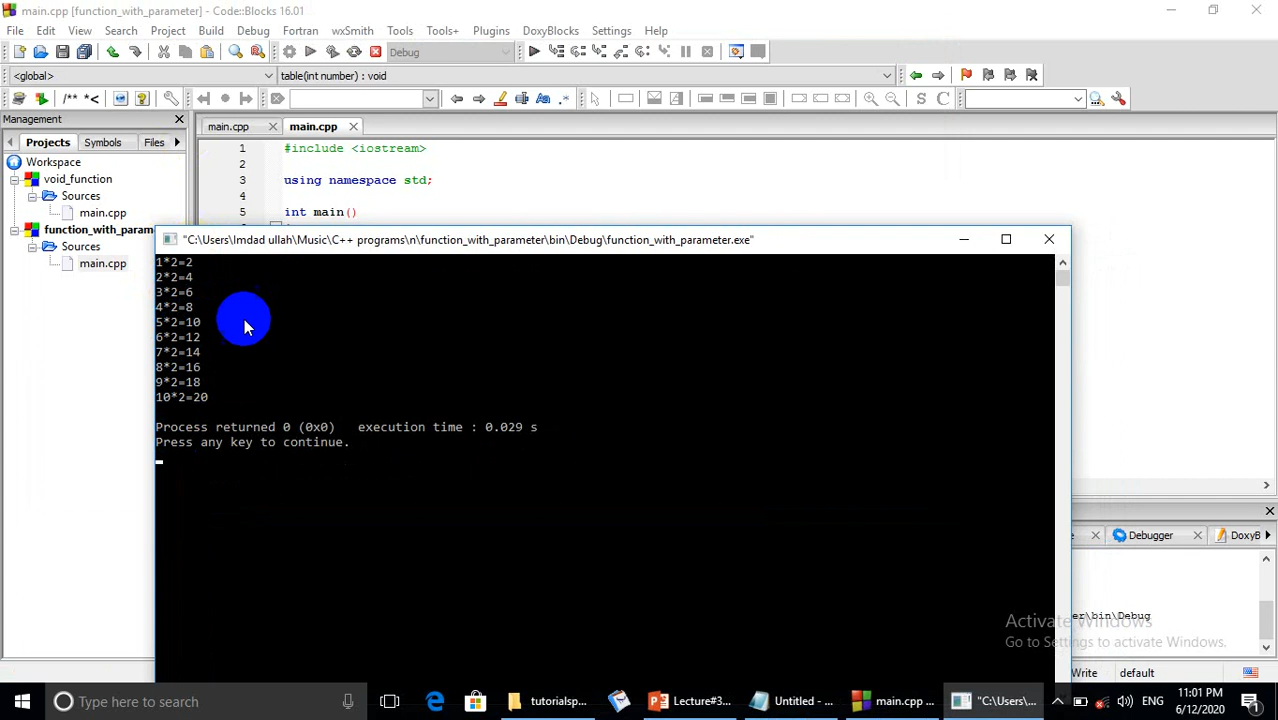 main.cpp [function_with_parameter] - Code::Blocks 16.01
File Edit View Search Project Build Debug Fortran wxSmith Tools Tools+ Plugins DoxyBlocks Settings Help
Debug
<global> table(int number) : void
/** *<
S C
Management
main.cpp main.cpp
Projects Symbols Files
Workspace
void_function
Sources
main.cpp
function_with_parame
Sources
main.cpp
1 #include <iostream>
2
3 using namespace std;
4
5 int main()
"C:\Users\Imdad ullah\Music\C++ programs\n\function_with_parameter\bin\Debug\function_with_parameter.exe"
1*2=2
2*2=4
3*2=6
4*2=8
5*2=10
6*2=12
7*2=14
8*2=16
9*2=18
10*2=20
Process returned 0 (0x0) execution time : 0.029 s
Press any key to continue.
Debugger DoxyB
er\bin\Debug
Activate Windows
Go to Settings to activate Windows.
Write default
Type here to search
tutorialsp...
Lecture#3...
Untitled - ...
main.cpp ...
"C:\Users\...
ENG
11:01 PM
6/12/2020
1